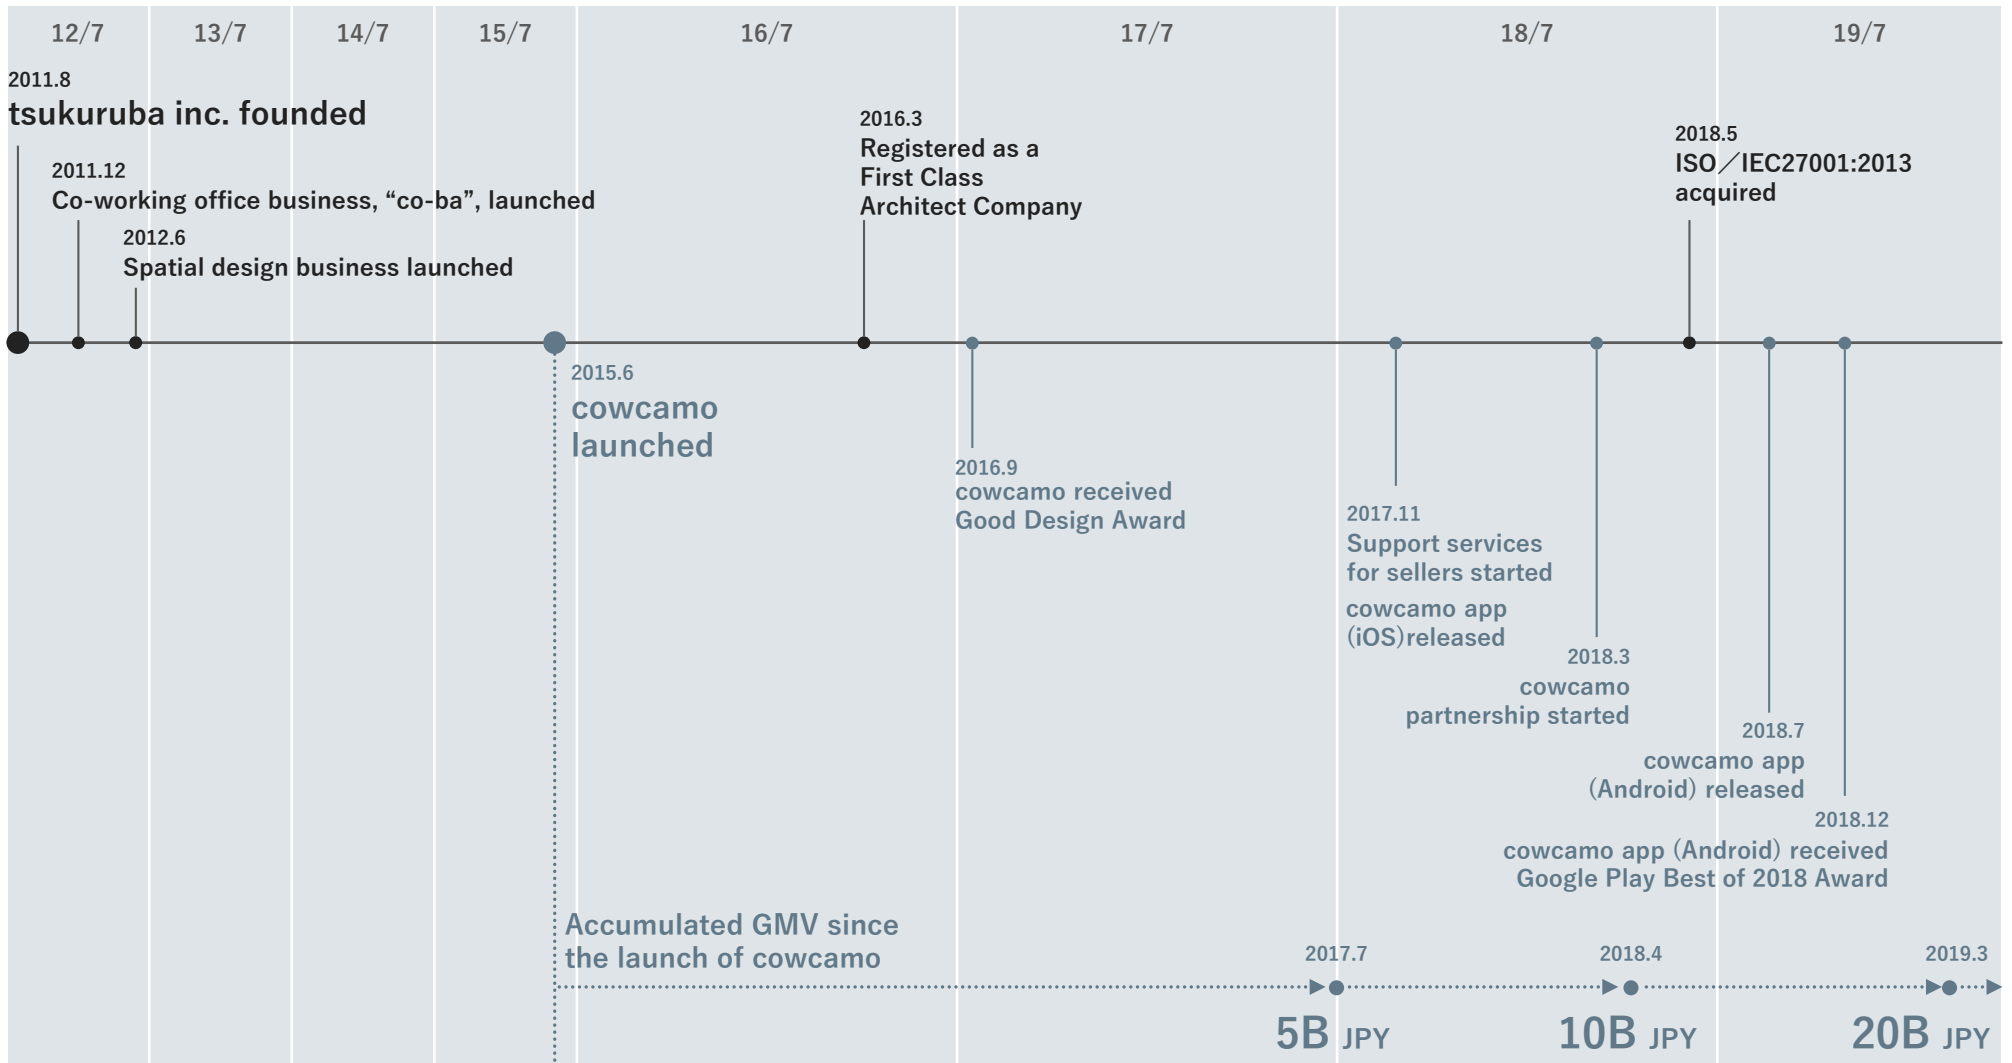 12/7 13/7 14/7 15/7 16/7 17/7 18/7 19/7
2011.8
tsukuruba inc. founded
2011.12
Co-working office business, “co-ba”, launched
2012.6
Spatial design business launched
2016.3
Registered as a
First Class
Architect Company
2018.5
ISO／IEC27001:2013
acquired
2015.6
cowcamo
launched
2016.9
cowcamo received
Good Design Award
2017.11
Support services
for sellers started
cowcamo app
(iOS)released
2018.3
cowcamo
partnership started
2018.7
cowcamo app
(Android) released
2018.12
cowcamo app (Android) received
Google Play Best of 2018 Award
Accumulated GMV since
the launch of cowcamo
2017.7 2018.4 2019.3
5B JPY 10B JPY 20B JPY